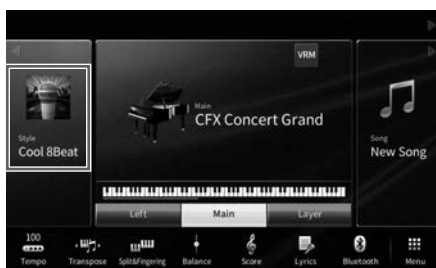 VRM
Main
CFX Concert Grand
Style
Cool 8Beat
Song
New Song
Left
Main
Layer
100
Tempo
Transpose
Split&Fingering
Balance
Score
Lyrics
Bluetooth
Menu